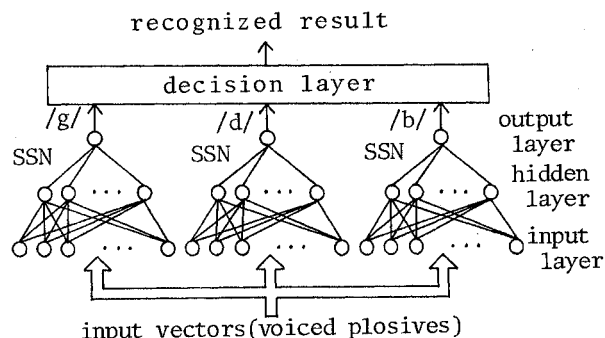 recognized result
decision layer
/g/ /d/ /b/
output
layer
SSN SSN SSN
hidden
layer
...
...
...
input
layer
...
...
...
input vectors(voiced plosives)